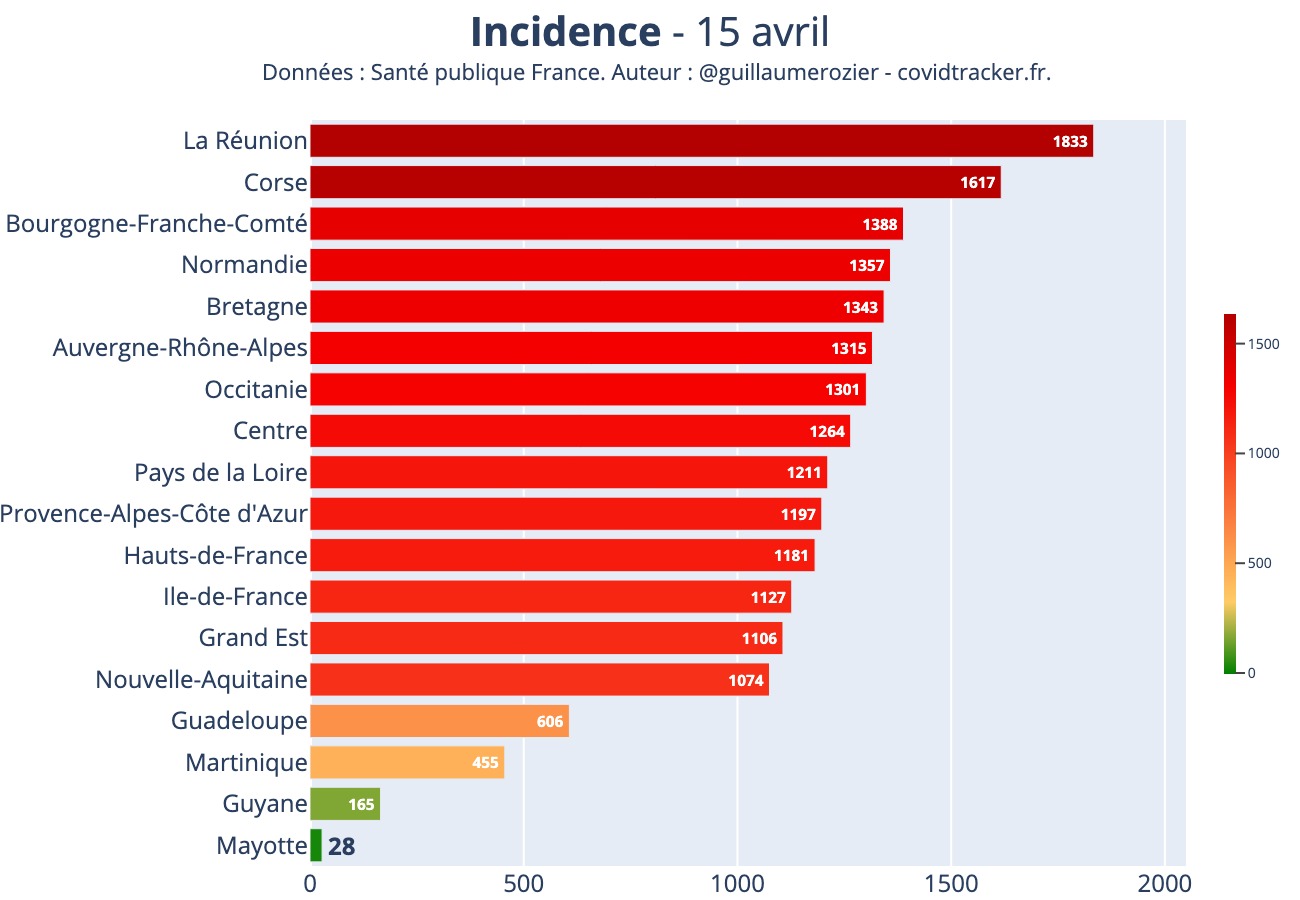 Incidence - 15 avril
Données : Santé publique France. Auteur : @guillaumerozier - covidtracker.fr.
La Réunion 1833
Corse 1617
Bourgogne-Franche-Comté 1388
Normandie 1357
Bretagne 1343
Auvergne-Rhône-Alpes 1315
Occitanie 1301
Centre 1264
Pays de la Loire 1211
Provence-Alpes-Côte d'Azur 1197
Hauts-de-France 1181
Ile-de-France 1127
Grand Est 1106
Nouvelle-Aquitaine 1074
Guadeloupe 606
Martinique 455
Guyane 165
Mayotte 28
0 500 1000 1500 2000
1500
1000
500
0